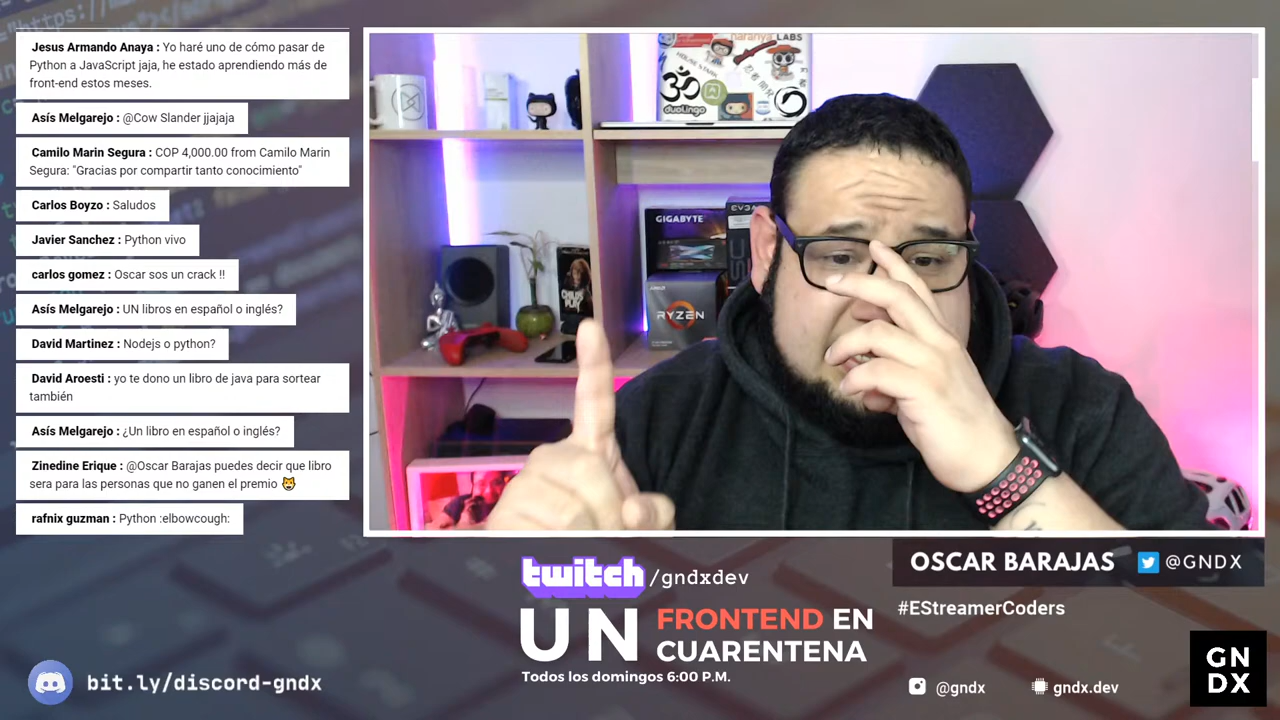 Jesus Armando Anaya : Yo haré uno de cómo pasar de
Python a JavaScript jaja, he estado aprendiendo más de
front-end estos meses.
Asís Melgarejo : @Cow Slander jjajaja
Camilo Marin Segura : COP 4,000.00 from Camilo Marin
Segura: "Gracias por compartir tanto conocimiento"
Carlos Boyzo : Saludos
Javier Sanchez : Python vivo
carlos gomez : Oscar sos un crack !!
Asís Melgarejo : UN libros en español o inglés?
David Martinez : Nodejs o python?
David Aroesti : yo te dono un libro de java para sortear
también
Asís Melgarejo : ¿Un libro en español o inglés?
Zinedine Erique : @Oscar Barajas puedes decir que libro
sera para las personas que no ganen el premio 😺
rafnix guzman : Python :elbowcough:
naranya LABS
duolingo
GIGABYTE
EVGA
AMD
RYZEN
CHILD'S
PLAY
OSCAR BARAJAS @GNDX
#EStreamerCoders
twitch/gndxdev
UN FRONTEND EN
CUARENTENA
Todos los domingos 6:00 P.M.
bit.ly/discord-gndx
@gndx
gndx.dev
GN
DX